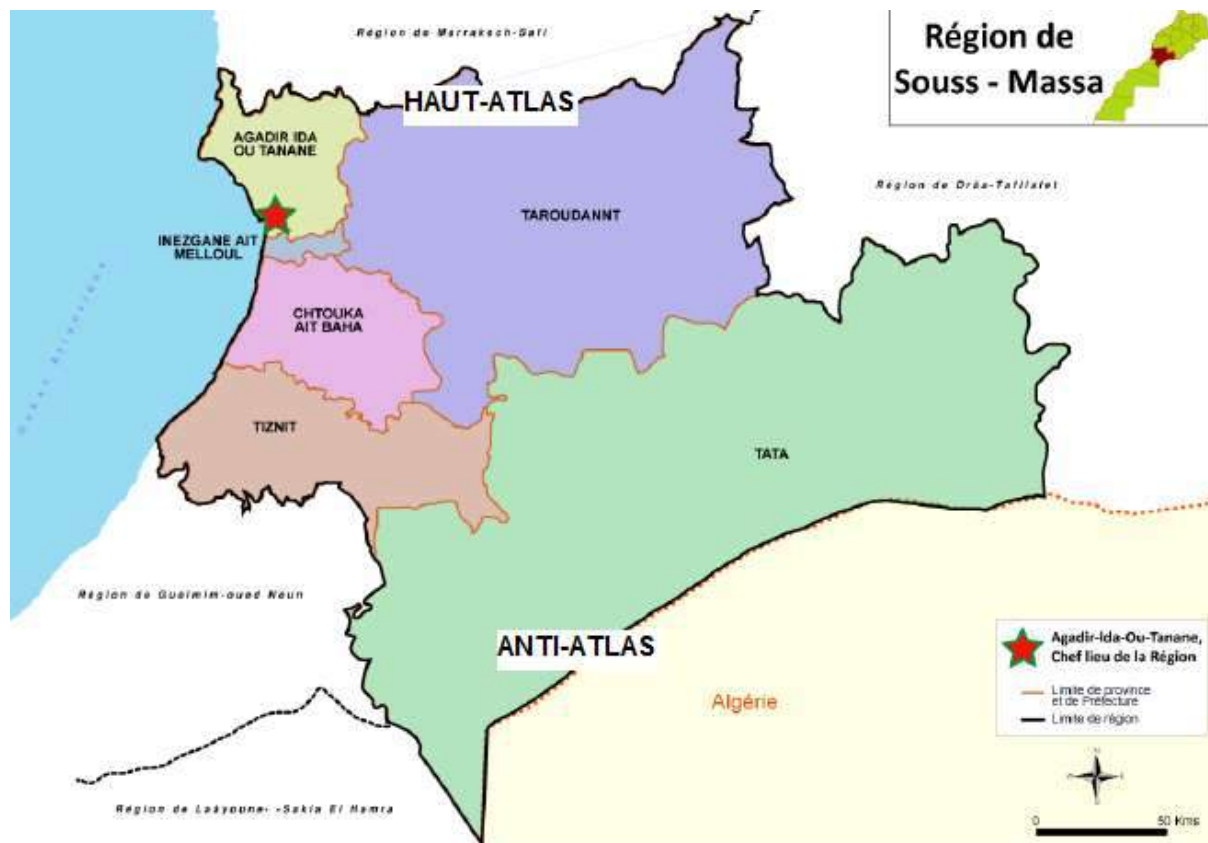 Région de Marrakech-Safi
Région de
Souss - Massa
HAUT-ATLAS
AGADIR IDA
OU TANANE
Région de Drâa-Tafilalet
TAROUDANNT
INEZGANE AIT
MELLOUL
CHTOUKA
AIT BAHA
TIZNIT
TATA
Région de Guelmim-oued Noun
ANTI-ATLAS
Agadir-Ida-Ou-Tanane,
Chef lieu de la Région
Limite de province
et de Préfecture
Limite de région
Algérie
Région de Laâyoune- -Sakia El Hamra
N
0 50 Kms